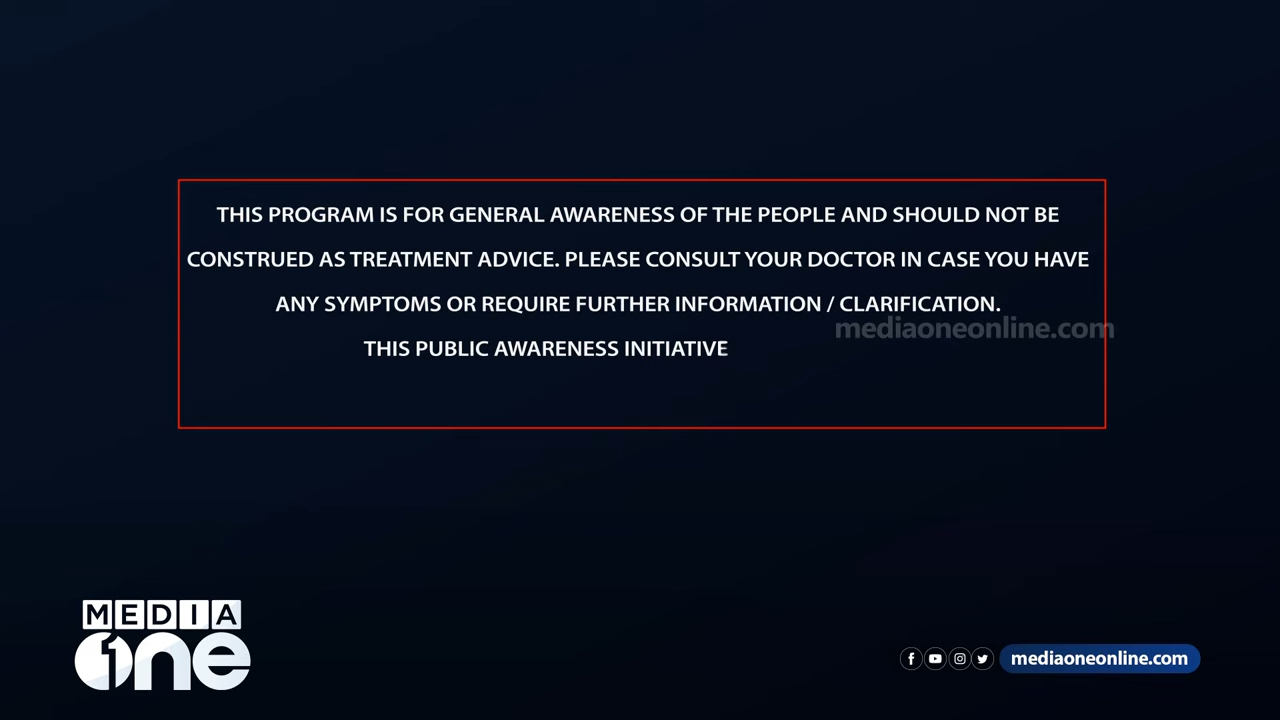 THIS PROGRAM IS FOR GENERAL AWARENESS OF THE PEOPLE AND SHOULD NOT BE
CONSTRUED AS TREATMENT ADVICE. PLEASE CONSULT YOUR DOCTOR IN CASE YOU HAVE
ANY SYMPTOMS OR REQUIRE FURTHER INFORMATION / CLARIFICATION.
mediaoneonline.com
THIS PUBLIC AWARENESS INITIATIVE
MEDIA
one
mediaoneonline.com